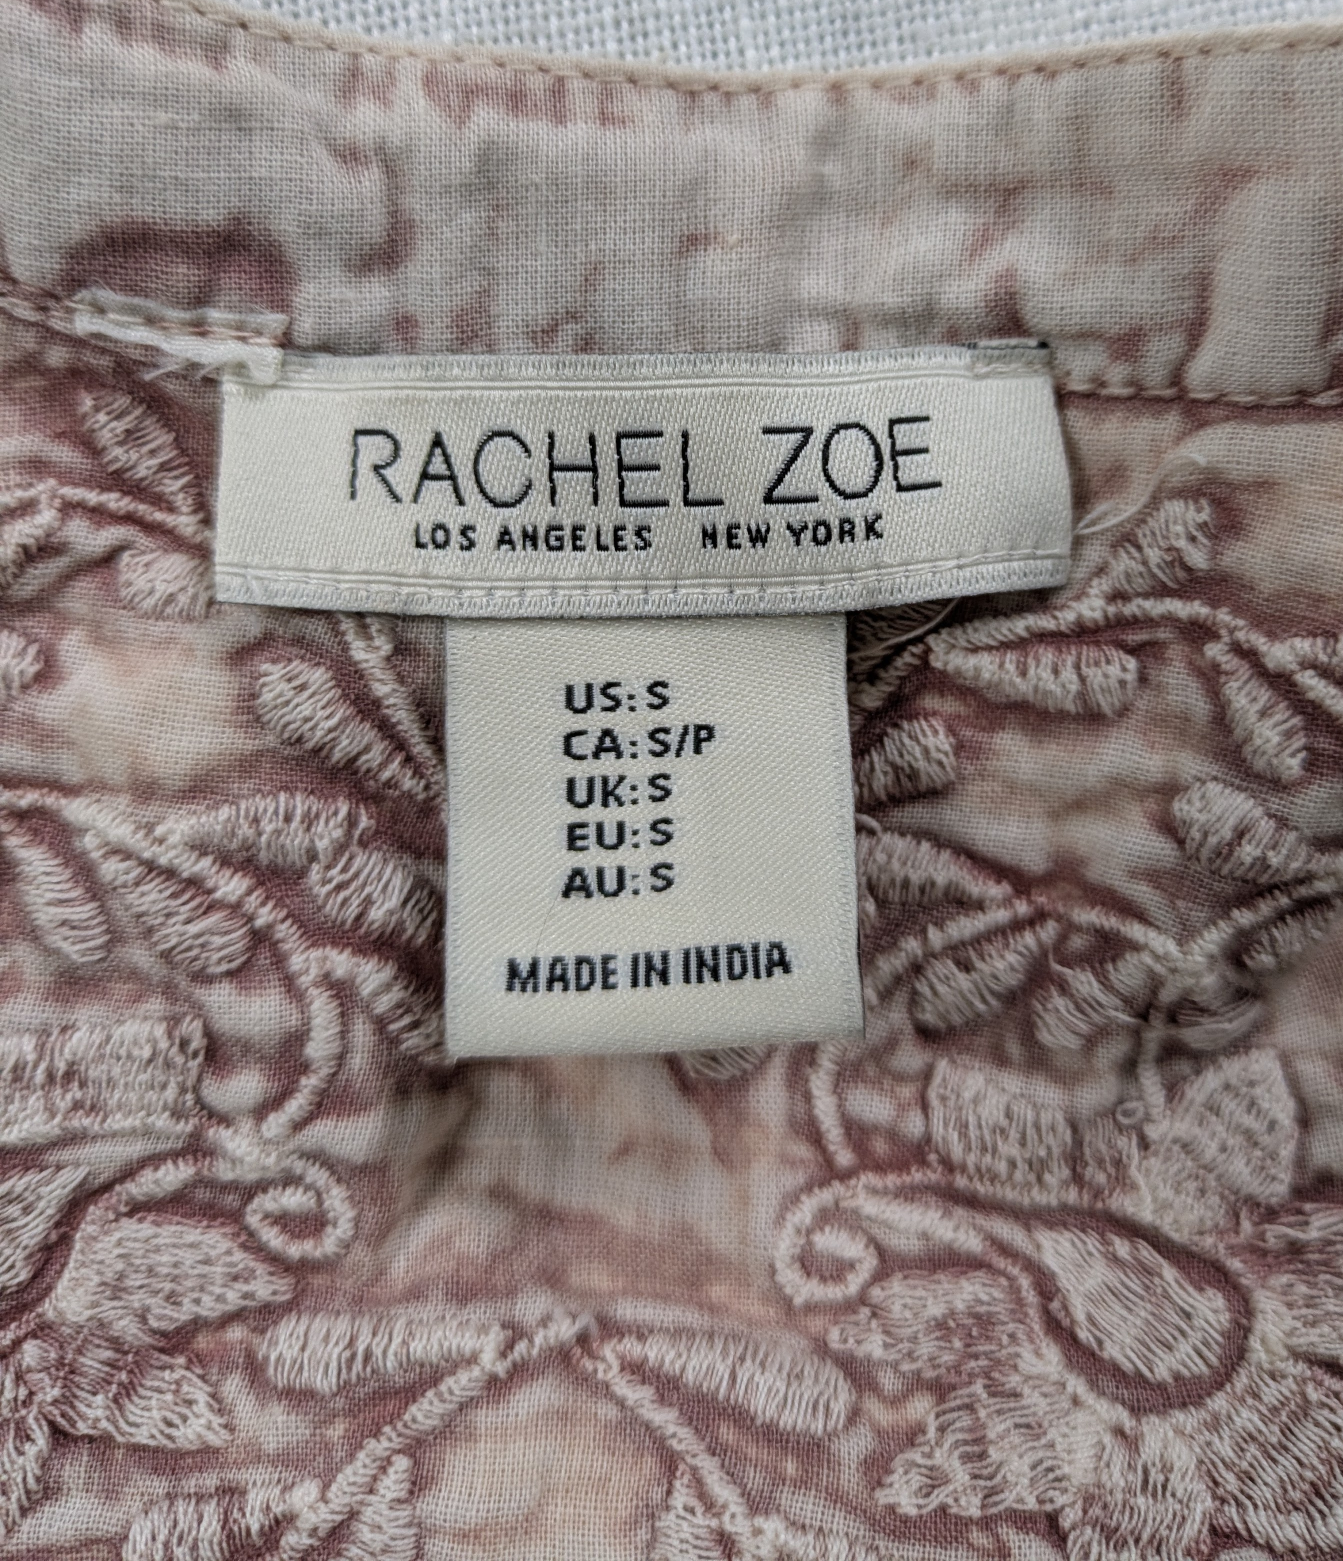 RACHEL ZOE
LOS ANGELES NEW YORK
US: S
CA: S/P
UK: S
EU: S
AU: S
MADE IN INDIA